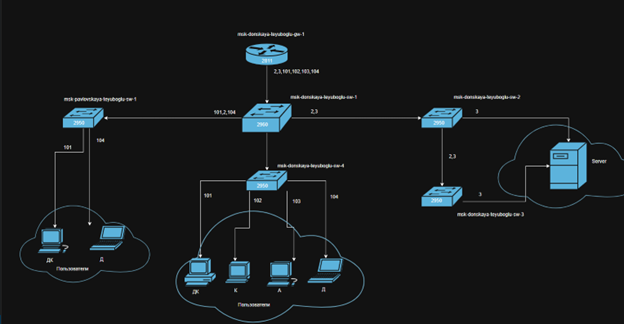 msk-donskaya-leyuboglu-gw-1
2811
2,3,101,102,103,104
msk-pavlovskaya-leyuboglu-sw-1
msk-donskaya-leyuboglu-sw-1
msk-donskaya-leyuboglu-sw-2
2950
101,2,104
2960
2,3
2950
3
101
104
msk-donskaya-leyuboglu-sw-4
2950
2,3
Server
2950
3
msk-donskaya-leyuboglu-sw-3
101
102
103
104
?
ДК
Д
Пользователи
?
ДК
К
А
Д
Пользователи